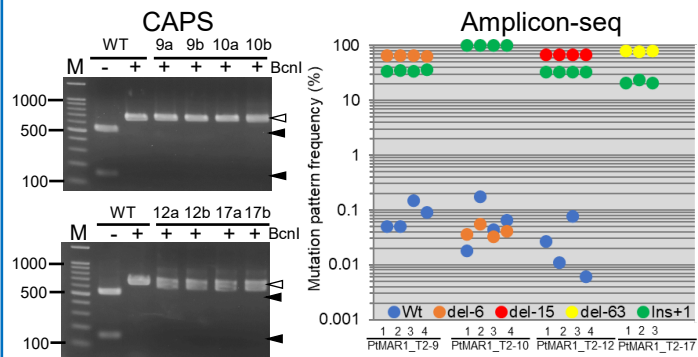 CAPS
WT 9a 9b 10a 10b
M - + + + + + BcnI
1000
500
100
WT 12a 12b 17a 17b
M - + + + + + BcnI
1000
500
100
Amplicon-seq
Mutation pattern frequency (%)
100
10
1
0.1
0.01
0.001
Wt del-6 del-15 del-63 Ins+1
1 2 3 4 1 2 3 4 1 2 3 4 1 2 3
PtMAR1_T2-9 PtMAR1_T2-10 PtMAR1_T2-12 PtMAR1_T2-17